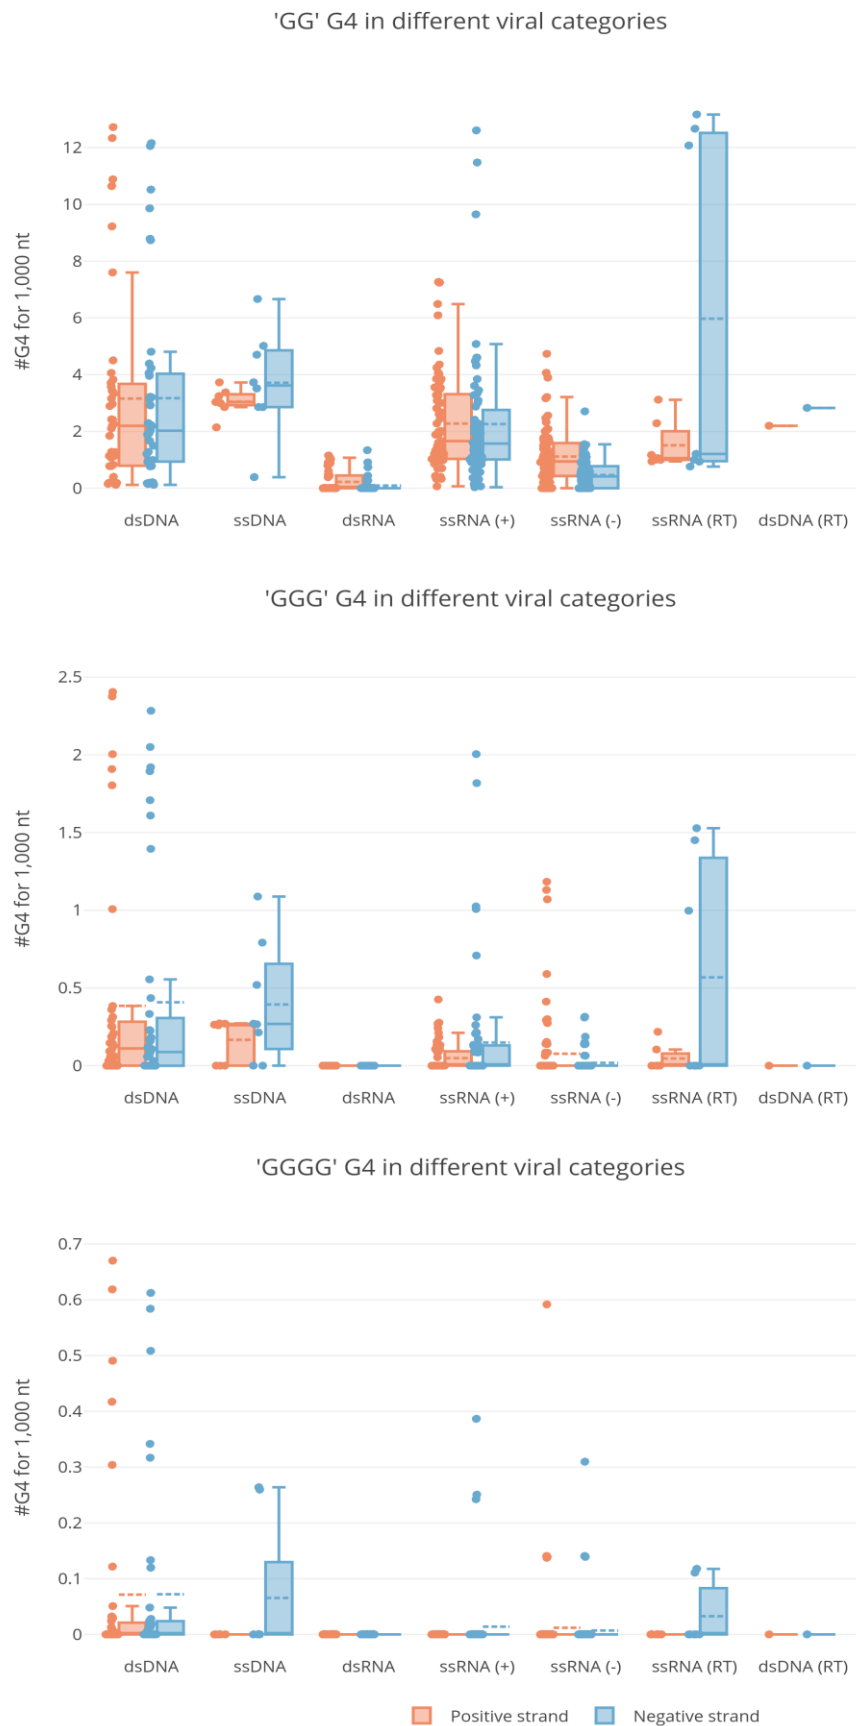 'GG' G4 in different viral categories
12
10
8
6
4
2
0
#G4 for 1,000 nt
dsDNA ssDNA dsRNA ssRNA (+) ssRNA (-) ssRNA (RT) dsDNA (RT)
'GGG' G4 in different viral categories
2.5
2
1.5
1
0.5
0
#G4 for 1,000 nt
dsDNA ssDNA dsRNA ssRNA (+) ssRNA (-) ssRNA (RT) dsDNA (RT)
'GGGG' G4 in different viral categories
0.7
0.6
0.5
0.4
0.3
0.2
0.1
0
#G4 for 1,000 nt
dsDNA ssDNA dsRNA ssRNA (+) ssRNA (-) ssRNA (RT) dsDNA (RT)
Positive strand Negative strand